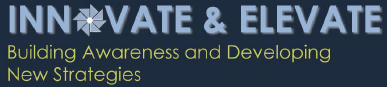 INNOVATE & ELEVATE
Building Awareness and Developing
New Strategies